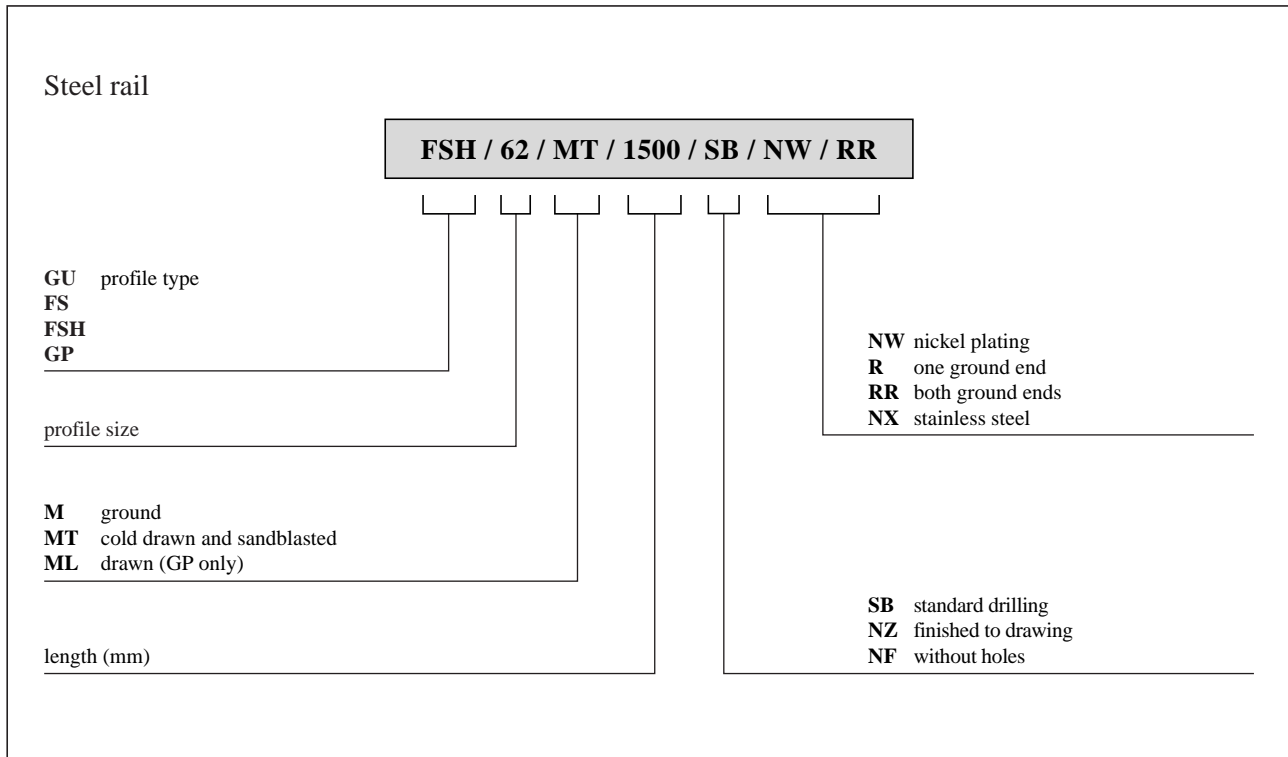 Steel rail
FSH / 62 / MT / 1500 / SB / NW / RR
GU profile type
FS
FSH
GP
profile size
M ground
MT cold drawn and sandblasted
ML drawn (GP only)
length (mm)
NW nickel plating
R one ground end
RR both ground ends
NX stainless steel
SB standard drilling
NZ finished to drawing
NF without holes